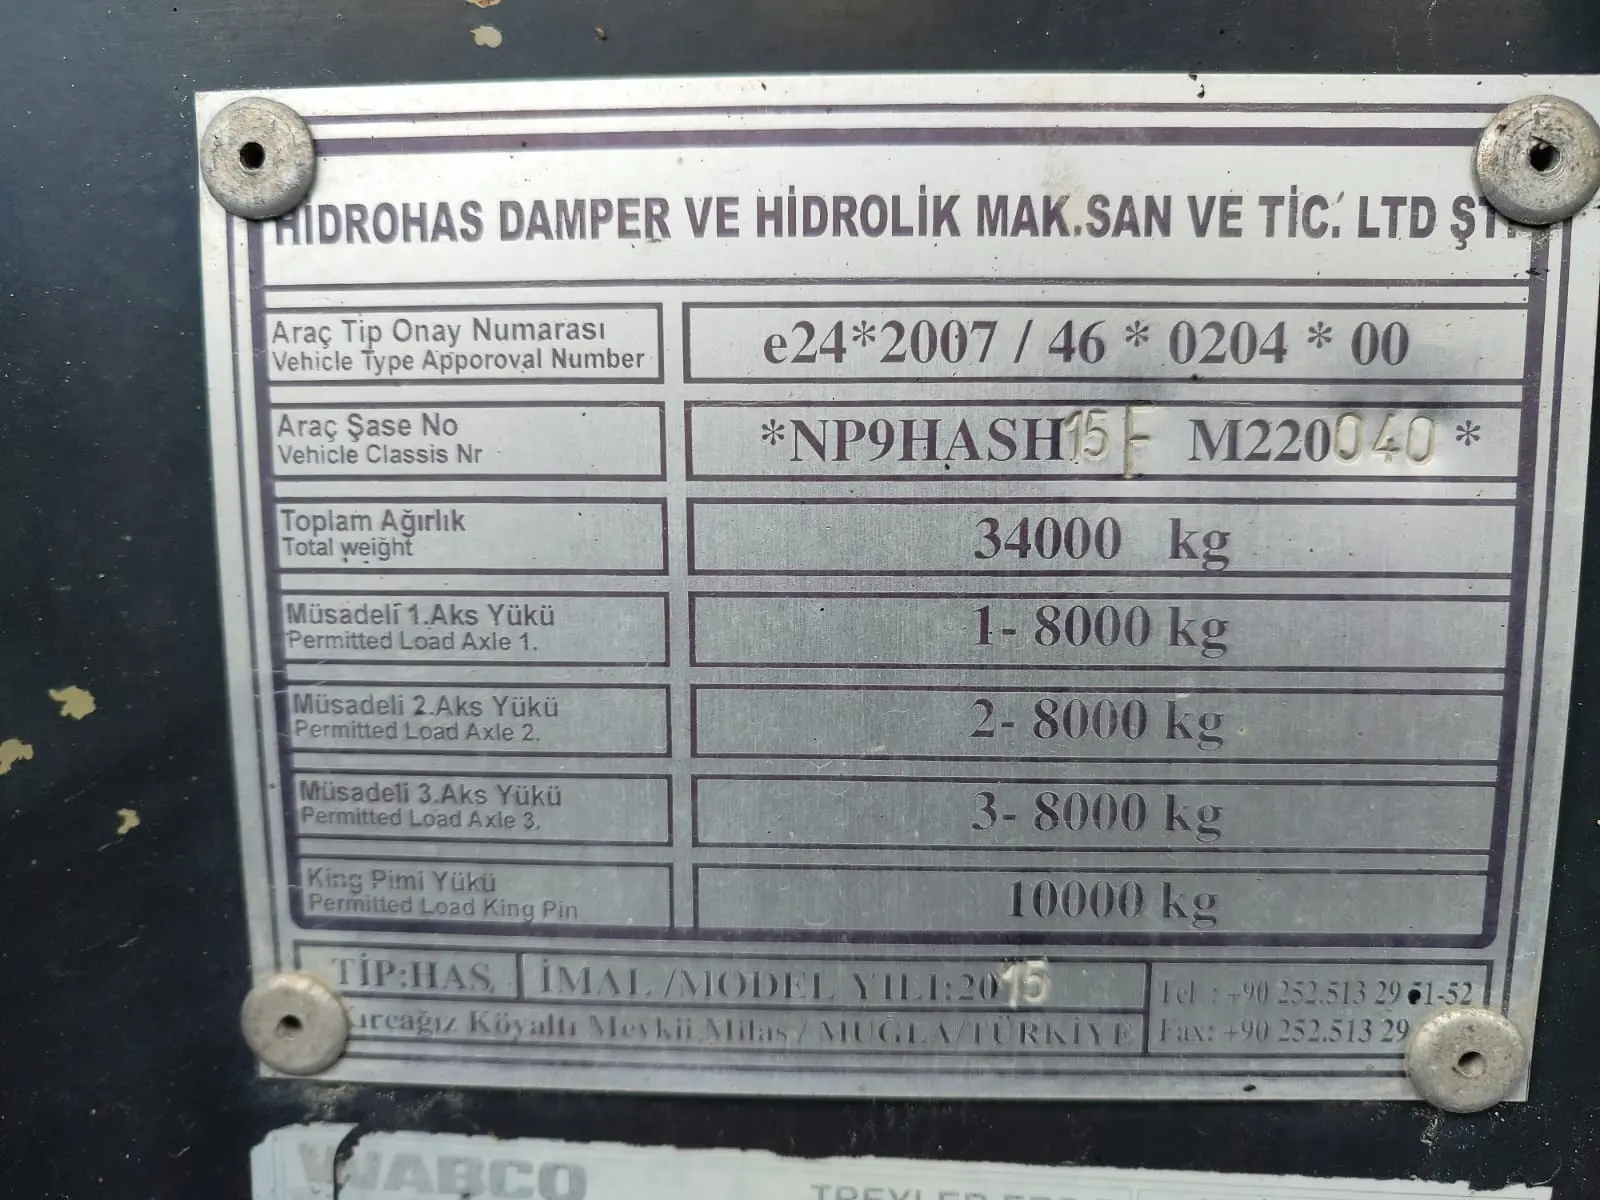 HİDROHAS DAMPER VE HİDROLİK MAK.SAN VE TİC. LTD ŞTİ.
Araç Tip Onay Numarası
Vehicle Type Apporoval Number
e24*2007 / 46 * 0204 * 00
Araç Şase No
Vehicle Classis Nr
*NP9HASH15F M220040 *
Toplam Ağırlık
Total weight
34000 kg
Müsadeli 1.Aks Yükü
Permitted Load Axle 1.
1- 8000 kg
Müsadeli 2.Aks Yükü
Permitted Load Axle 2.
2- 8000 kg
Müsadeli 3.Aks Yükü
Permitted Load Axle 3.
3- 8000 kg
King Pimi Yükü
Permitted Load King Pin
10000 kg
TİP:HAS
İMAL /MODEL YILI:2015
Kırcağız Köyaltı Mevkii Milas / MUĞLA/TÜRKİYE
Tel : +90 252.513 29 51-52
Fax: +90 252.513 29
WABCO